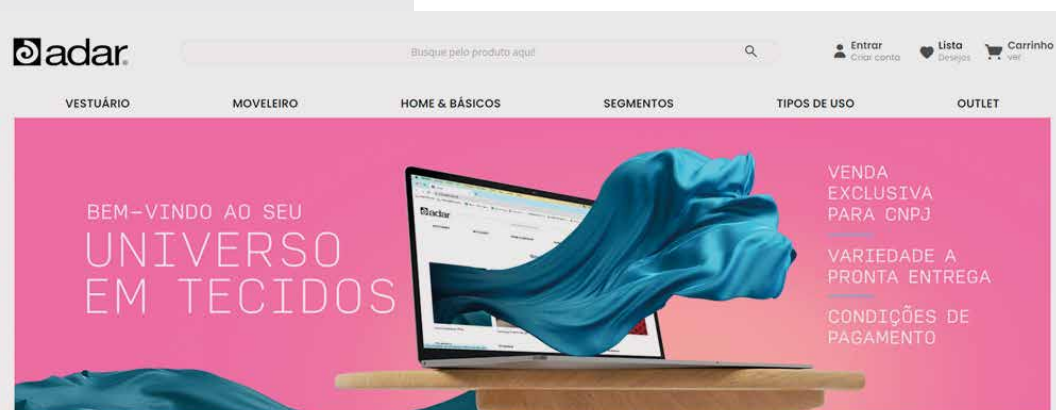 adar.
Busque pelo produto aqui!
Entrar
Criar conta
Lista
Desejos
Carrinho
ver
VESTUÁRIO
MOVELEIRO
HOME & BÁSICOS
SEGMENTOS
TIPOS DE USO
OUTLET
BEM-VINDO AO SEU
UNIVERSO
EM TECIDOS
adar
VENDA
EXCLUSIVA
PARA CNPJ
VARIEDADE A
PRONTA ENTREGA
CONDIÇÕES DE
PAGAMENTO